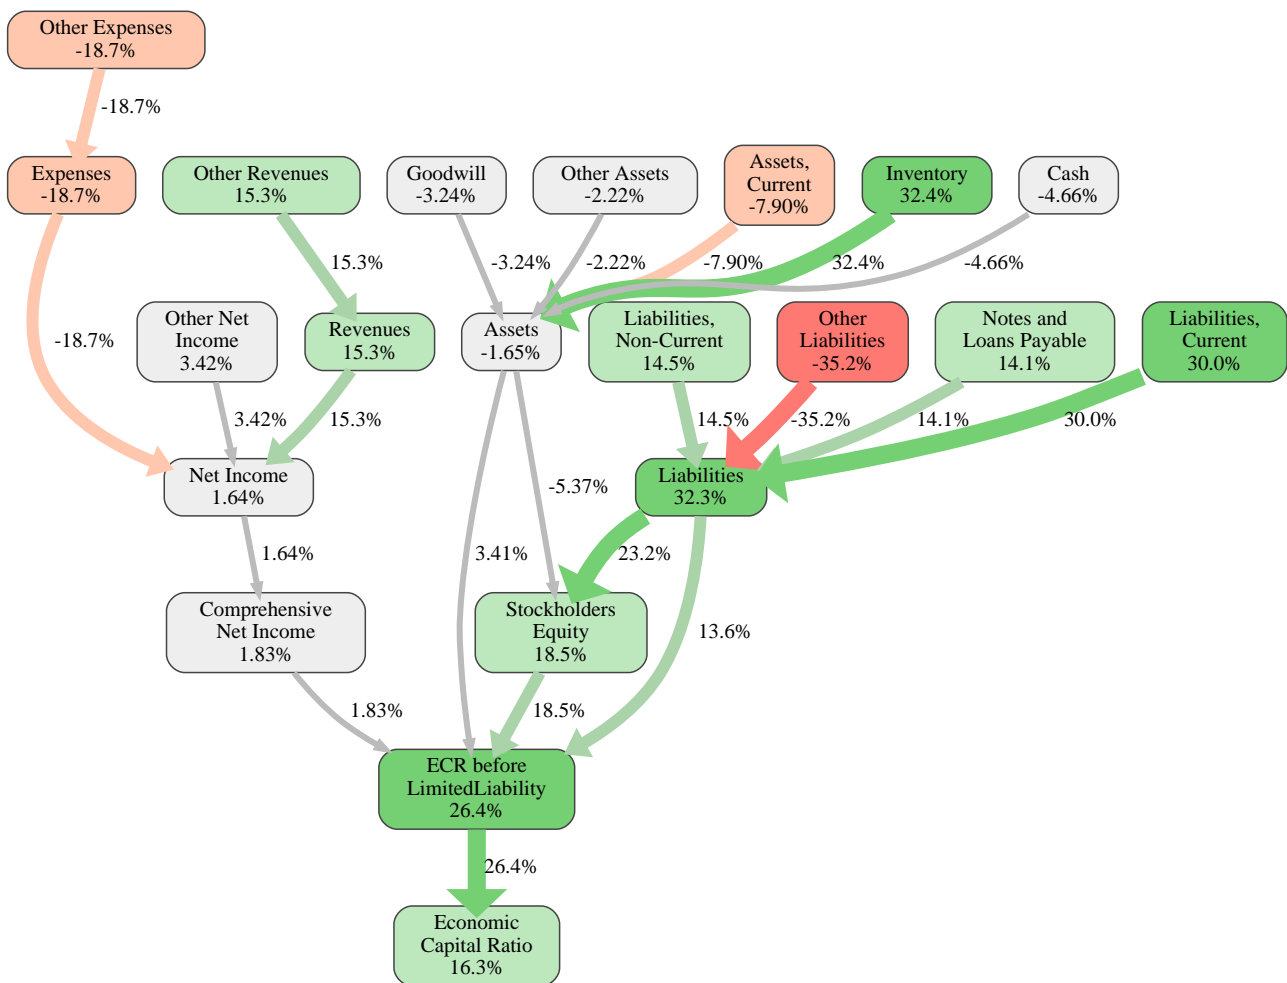 Other Expenses
-18.7%
-18.7%
Expenses
-18.7%
Other Revenues
15.3%
Goodwill
-3.24%
Other Assets
-2.22%
Assets,
Current
-7.90%
Inventory
32.4%
Cash
-4.66%
15.3%
-3.24%
-2.22%
-7.90%
32.4%
-4.66%
Other Net
Income
3.42%
Revenues
15.3%
Assets
-1.65%
Liabilities,
Non-Current
14.5%
Other
Liabilities
-35.2%
Notes and
Loans Payable
14.1%
Liabilities,
Current
30.0%
-18.7%
3.42%
15.3%
14.5%
-35.2%
14.1%
30.0%
Net Income
1.64%
-5.37%
Liabilities
32.3%
1.64%
3.41%
23.2%
Comprehensive
Net Income
1.83%
Stockholders
Equity
18.5%
13.6%
1.83%
18.5%
ECR before
LimitedLiability
26.4%
26.4%
Economic
Capital Ratio
16.3%